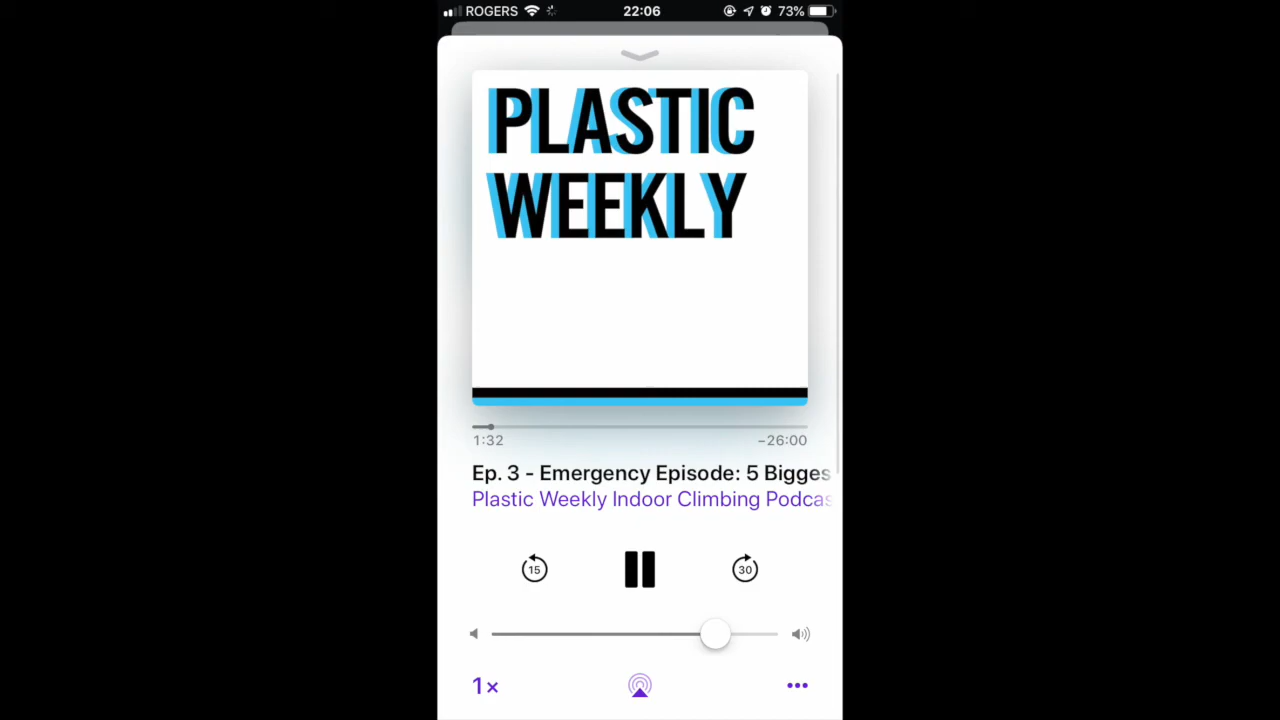 ROGERS 22:06 73%
PLASTIC
WEEKLY
1:32 −26:00
Ep. 3 - Emergency Episode: 5 Bigges
Plastic Weekly Indoor Climbing Podcas
15 30
1×